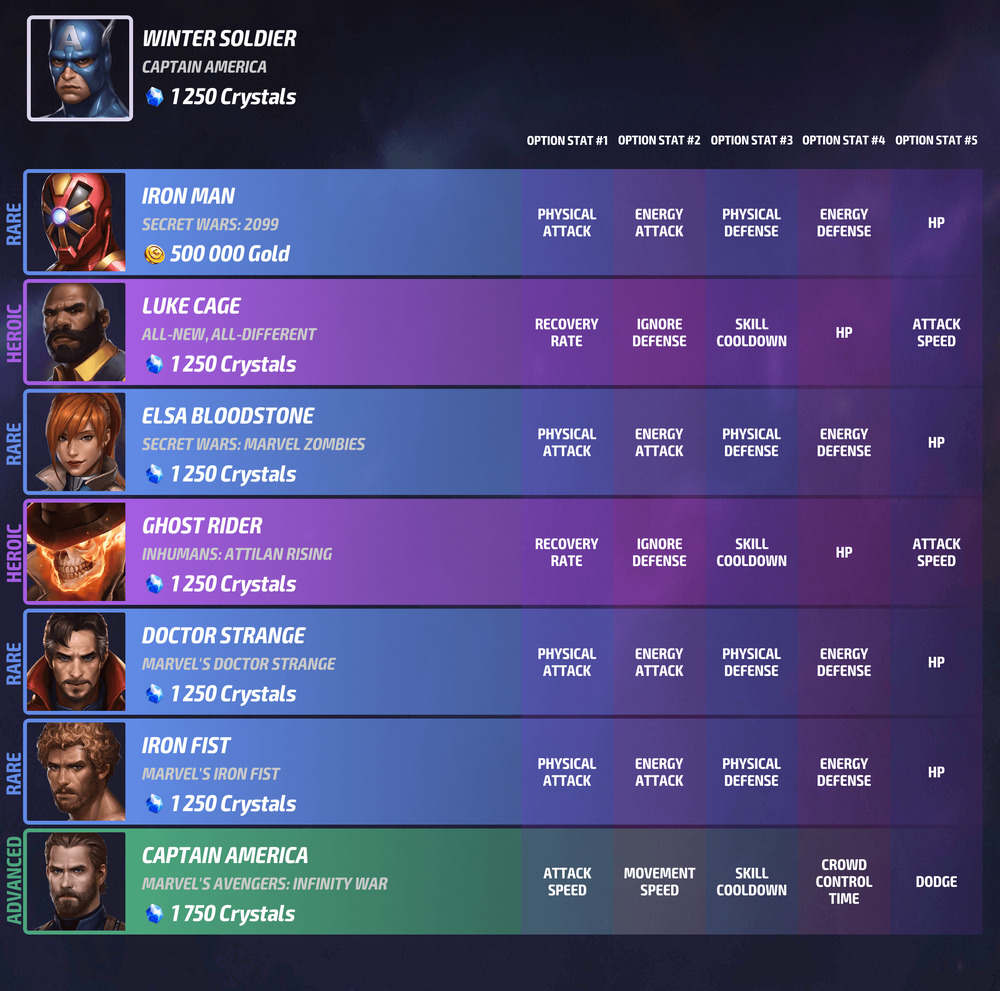 WINTER SOLDIER
CAPTAIN AMERICA
1 250 Crystals
OPTION STAT #1 OPTION STAT #2 OPTION STAT #3 OPTION STAT #4 OPTION STAT #5
RARE
IRON MAN
SECRET WARS: 2099
500 000 Gold
PHYSICAL ATTACK
ENERGY ATTACK
PHYSICAL DEFENSE
ENERGY DEFENSE
HP
HEROIC
LUKE CAGE
ALL-NEW, ALL-DIFFERENT
1 250 Crystals
RECOVERY RATE
IGNORE DEFENSE
SKILL COOLDOWN
HP
ATTACK SPEED
RARE
ELSA BLOODSTONE
SECRET WARS: MARVEL ZOMBIES
1 250 Crystals
PHYSICAL ATTACK
ENERGY ATTACK
PHYSICAL DEFENSE
ENERGY DEFENSE
HP
HEROIC
GHOST RIDER
INHUMANS: ATTILAN RISING
1 250 Crystals
RECOVERY RATE
IGNORE DEFENSE
SKILL COOLDOWN
HP
ATTACK SPEED
RARE
DOCTOR STRANGE
MARVEL'S DOCTOR STRANGE
1 250 Crystals
PHYSICAL ATTACK
ENERGY ATTACK
PHYSICAL DEFENSE
ENERGY DEFENSE
HP
RARE
IRON FIST
MARVEL'S IRON FIST
1 250 Crystals
PHYSICAL ATTACK
ENERGY ATTACK
PHYSICAL DEFENSE
ENERGY DEFENSE
HP
ADVANCED
CAPTAIN AMERICA
MARVEL'S AVENGERS: INFINITY WAR
1 750 Crystals
ATTACK SPEED
MOVEMENT SPEED
SKILL COOLDOWN
CROWD CONTROL TIME
DODGE